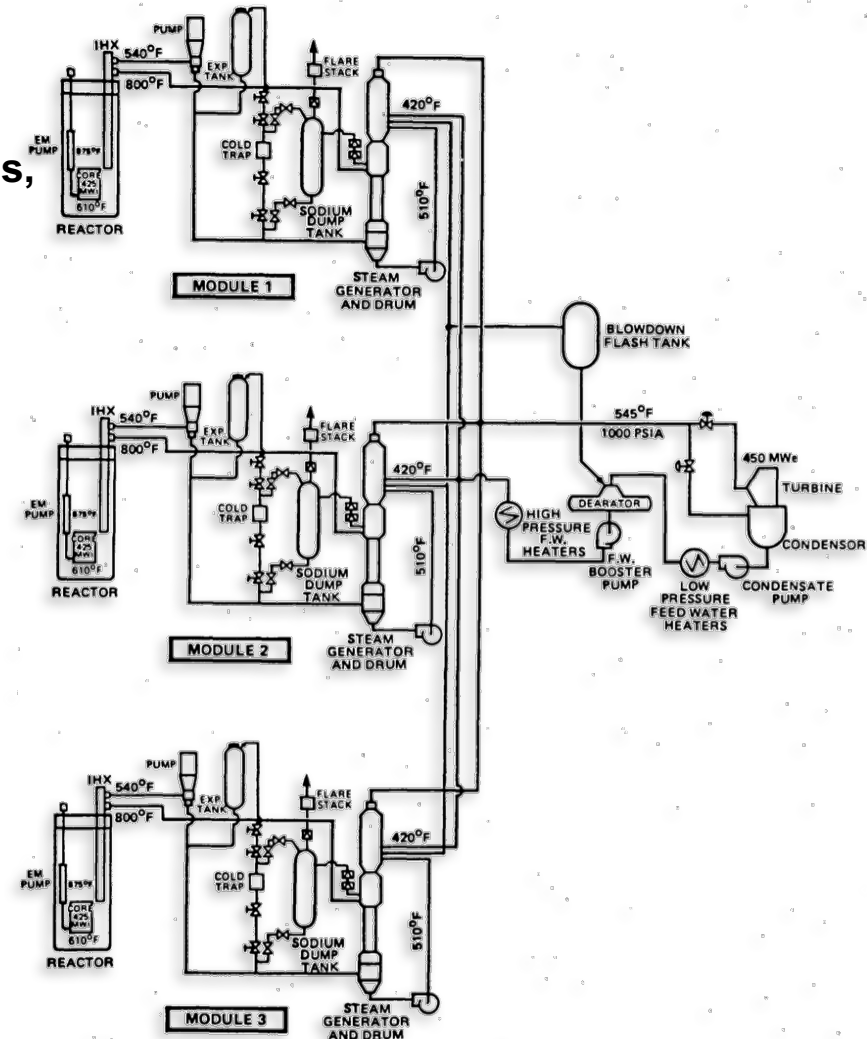 s,
PUMP
IHX
540°F
EXP
TANK
FLARE
STACK
800°F
420°F
EM
PUMP
875°F
COLD
TRAP
CORE
425
MWt
610°F
REACTOR
SODIUM
DUMP
TANK
510°F
MODULE 1
STEAM
GENERATOR
AND DRUM
BLOWDOWN
FLASH TANK
PUMP
IHX
540°F
EXP
TANK
FLARE
STACK
800°F
420°F
EM
PUMP
875°F
COLD
TRAP
CORE
425
MWt
610°F
REACTOR
SODIUM
DUMP
TANK
510°F
MODULE 2
STEAM
GENERATOR
AND DRUM
545°F
1000 PSIA
450 MWe
TURBINE
DEARATOR
HIGH
PRESSURE
F.W.
HEATERS
CONDENSOR
F.W.
BOOSTER
PUMP
LOW
PRESSURE
FEED WATER
HEATERS
CONDENSATE
PUMP
PUMP
IHX
540°F
EXP
TANK
FLARE
STACK
800°F
420°F
EM
PUMP
875°F
COLD
TRAP
CORE
425
MWt
610°F
REACTOR
SODIUM
DUMP
TANK
510°F
MODULE 3
STEAM
GENERATOR
AND DRUM